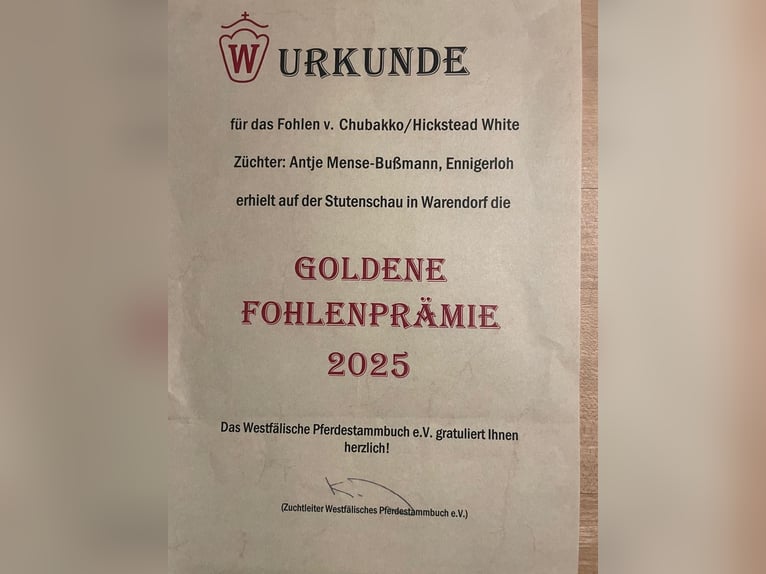 W URKUNDE
für das Fohlen v. Chubakko/Hickstead White
Züchter: Antje Mense-Bußmann, Ennigerloh
erhielt auf der Stutenschau in Warendorf die
GOLDENE
FOHLENPRÄMIE
2025
Das Westfälische Pferdestammbuch e.V. gratuliert Ihnen
herzlich!
(Zuchtleiter Westfälisches Pferdestammbuch e.V.)